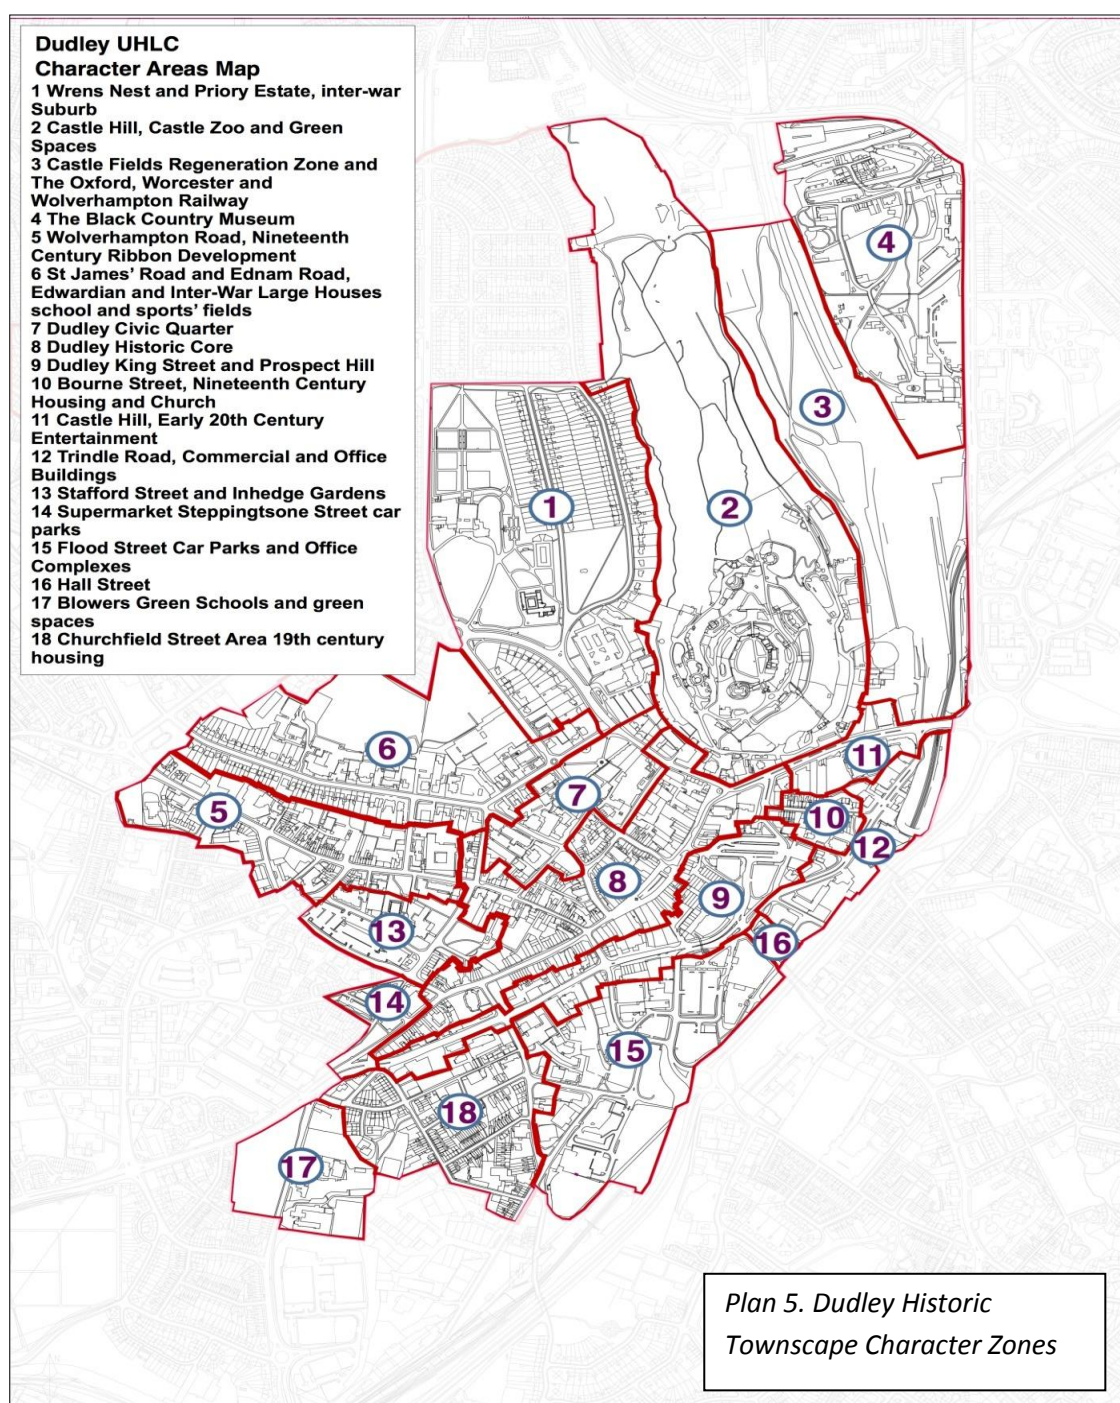 Dudley UHLC
Character Areas Map
1 Wrens Nest and Priory Estate, inter-war
Suburb
2 Castle Hill, Castle Zoo and Green
Spaces
3 Castle Fields Regeneration Zone and
The Oxford, Worcester and
Wolverhampton Railway
4 The Black Country Museum
5 Wolverhampton Road, Nineteenth
Century Ribbon Development
6 St James' Road and Ednam Road,
Edwardian and Inter-War Large Houses
school and sports' fields
7 Dudley Civic Quarter
8 Dudley Historic Core
9 Dudley King Street and Prospect Hill
10 Bourne Street, Nineteenth Century
Housing and Church
11 Castle Hill, Early 20th Century
Entertainment
12 Trindle Road, Commercial and Office
Buildings
13 Stafford Street and Inhedge Gardens
14 Supermarket Steppingtsone Street car
parks
15 Flood Street Car Parks and Office
Complexes
16 Hall Street
17 Blowers Green Schools and green
spaces
18 Churchfield Street Area 19th century
housing
4
3
1
2
6
11
5
7
10
12
8
9
13
16
14
15
18
17
Plan 5. Dudley Historic
Townscape Character Zones